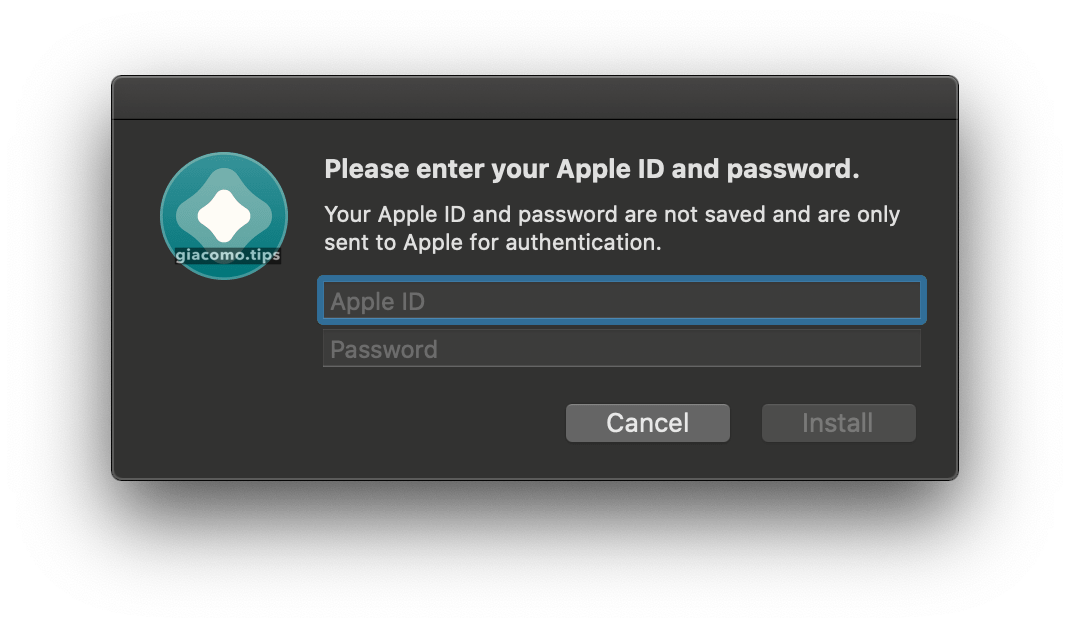 Please enter your Apple ID and password.
Your Apple ID and password are not saved and are only
sent to Apple for authentication.
giacomo.tips
Apple ID
Password
Cancel
Install